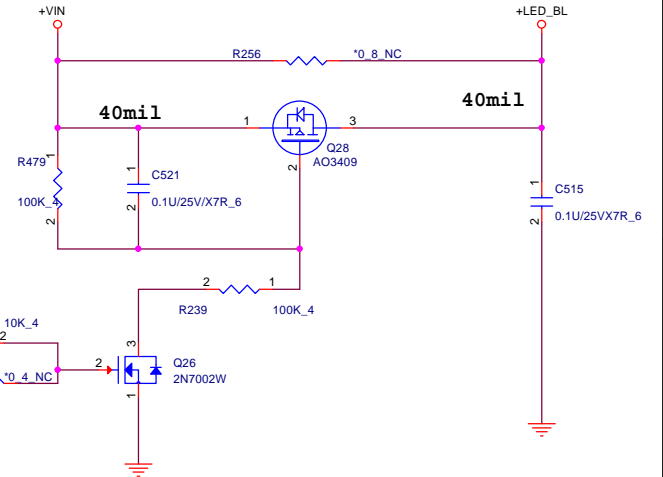 +VIN
+LED_BL
R256
*0_8_NC
40mil
40mil
1
3
Q28
AO3409
2
R479
1
100K_4
2
1
C521
2
0.1U/25V/X7R_6
1
C515
2
0.1U/25VX7R_6
2
1
R239
100K_4
10K_4
2
*0_4_NC
3
2
Q26
2N7002W
1